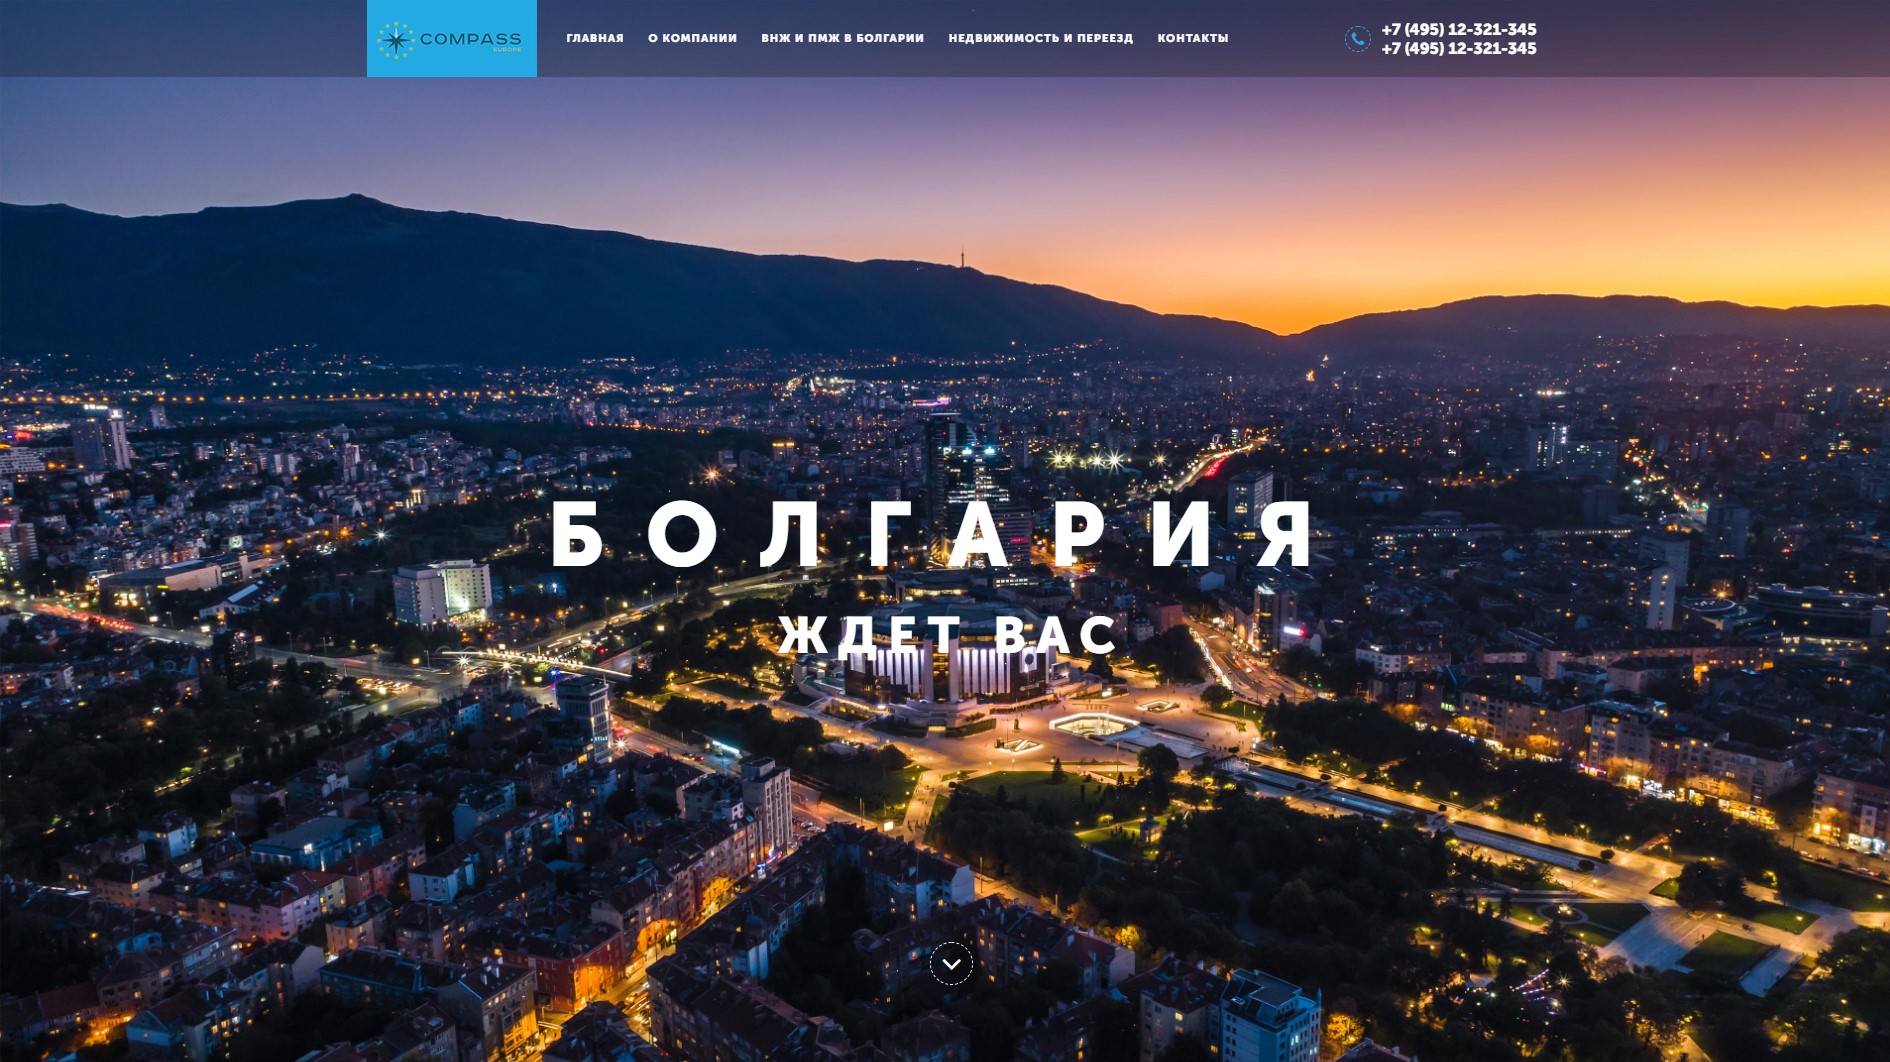 COMPASS
EUROPE
ГЛАВНАЯ
О КОМПАНИИ
ВНЖ И ПМЖ В БОЛГАРИИ
НЕДВИЖИМОСТЬ И ПЕРЕЕЗД
КОНТАКТЫ
+7 (495) 12-321-345
+7 (495) 12-321-345
БОЛГАРИЯ
ЖДЕТ ВАС